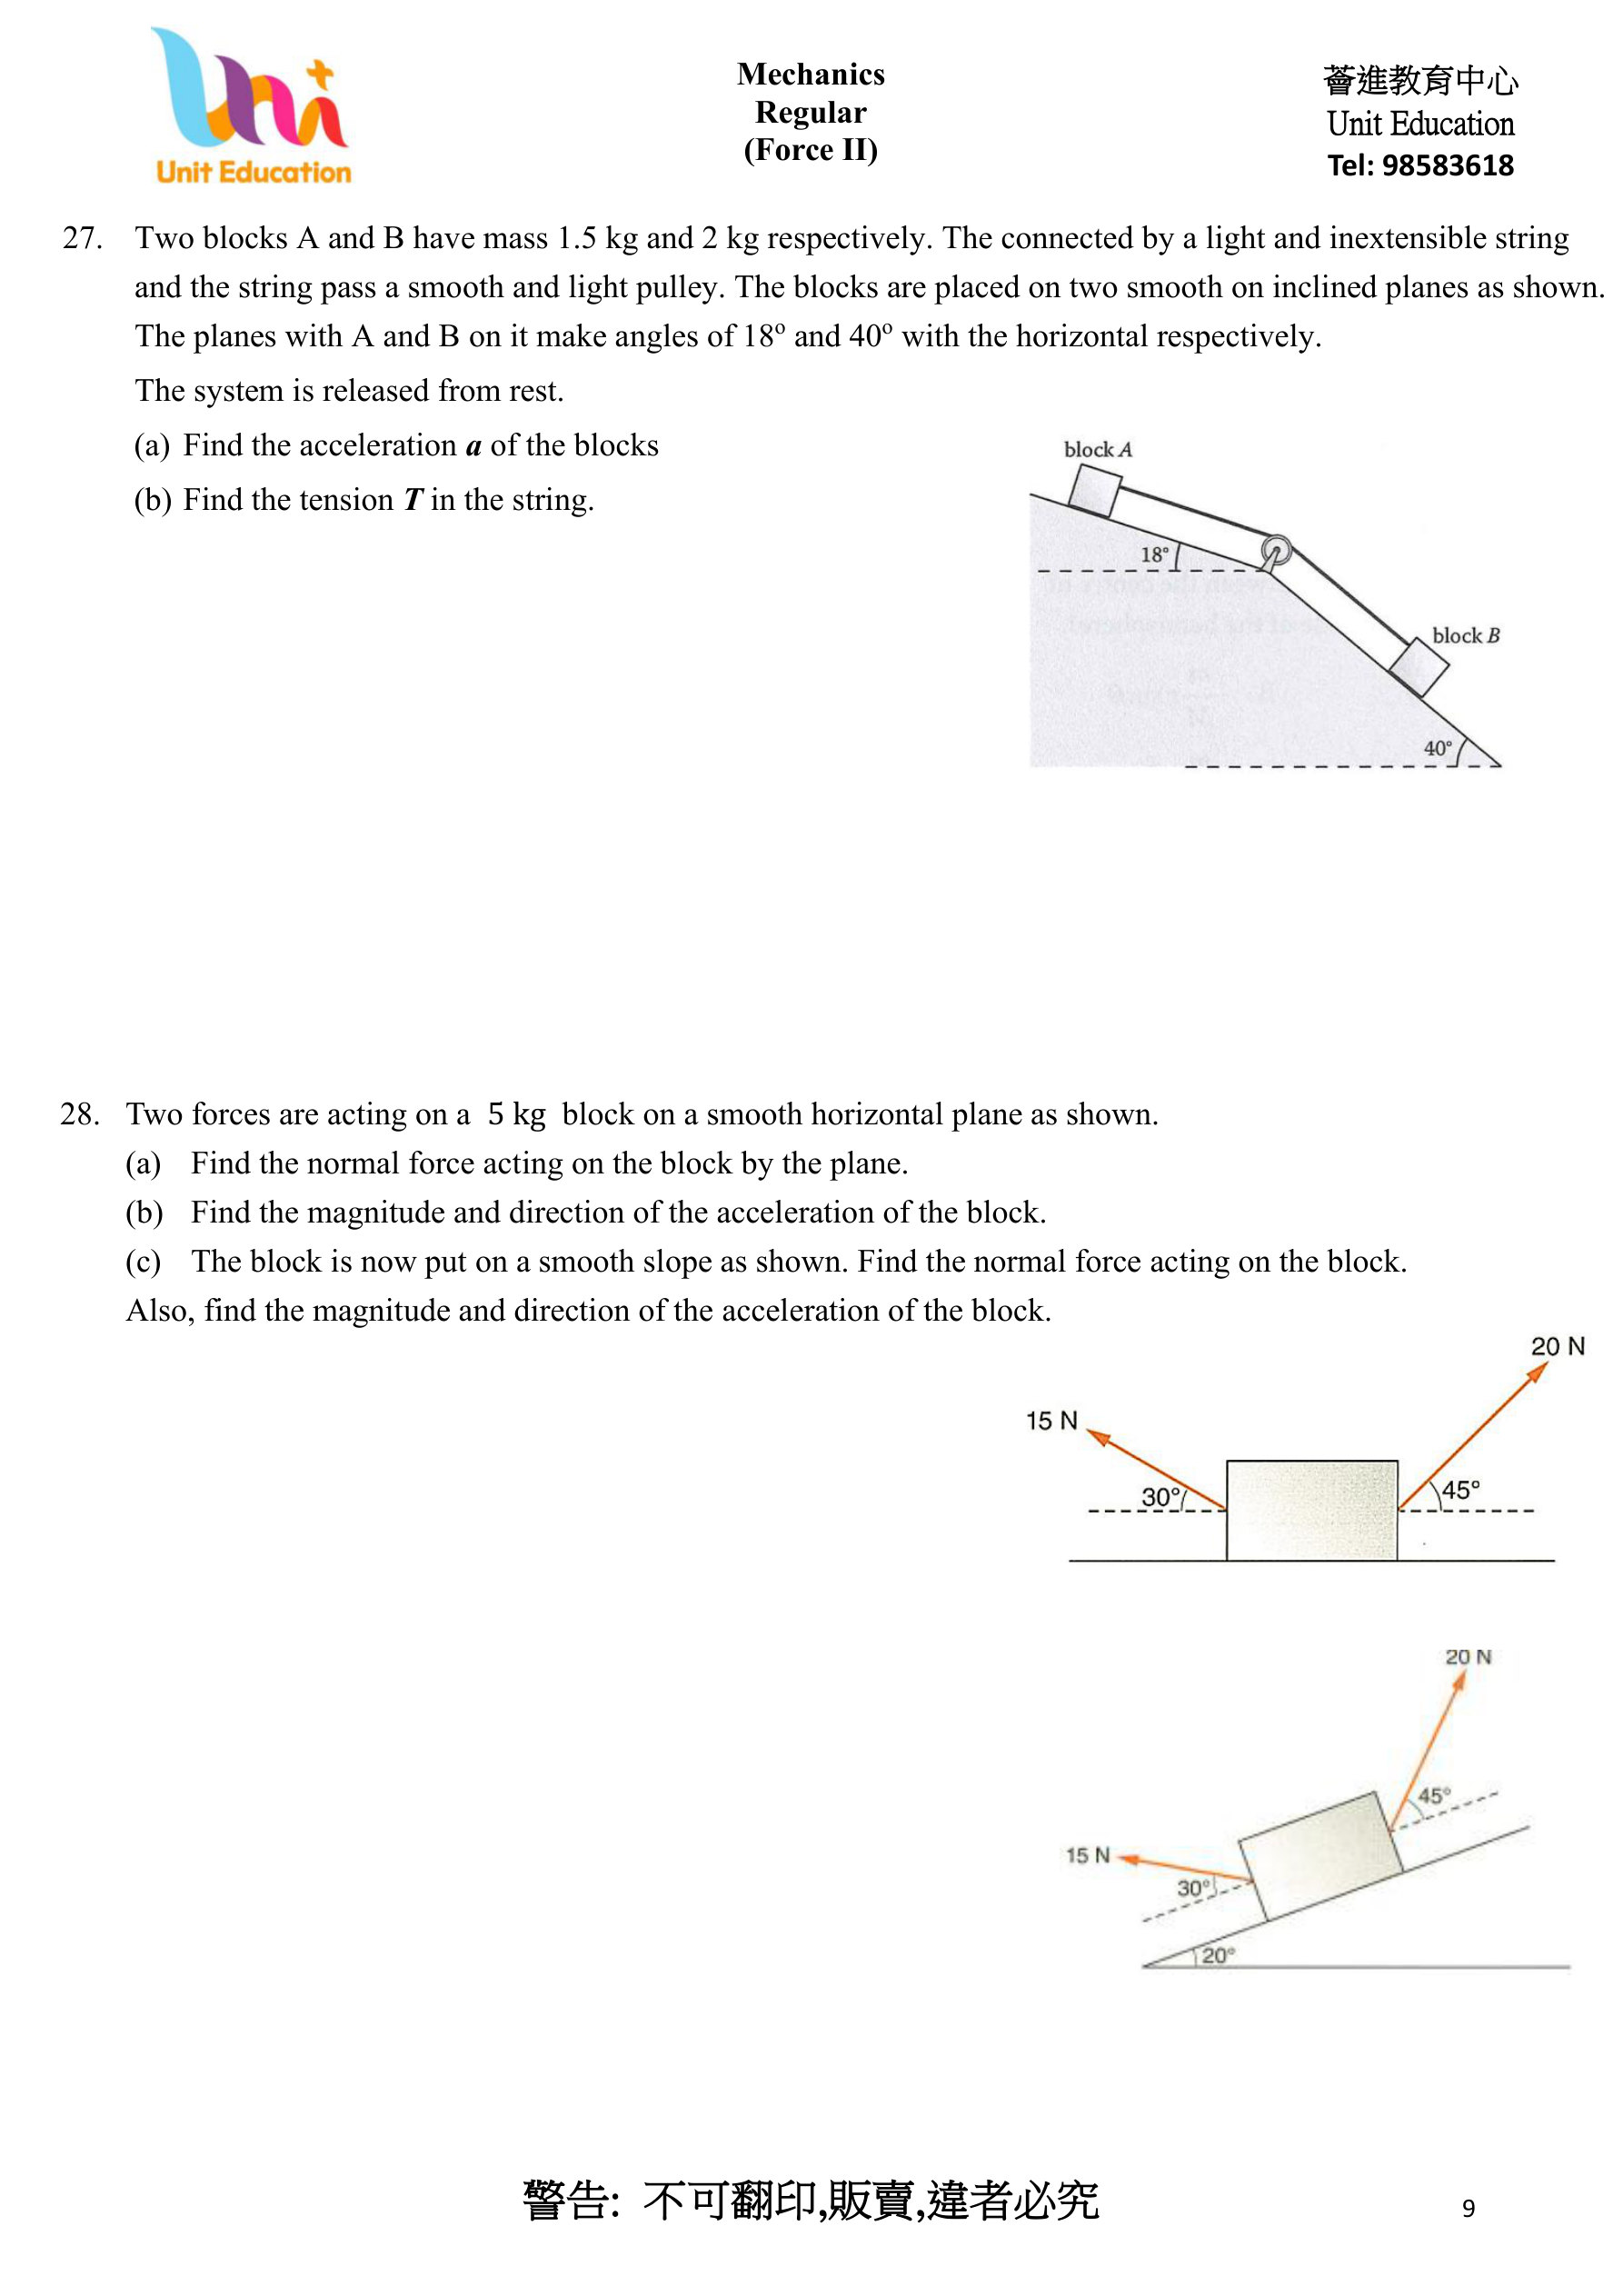 Unit Education
Mechanics
Regular
(Force II)
薈進教育中心
Unit Education
Tel: 98583618
27. Two blocks A and B have mass 1.5 kg and 2 kg respectively. The connected by a light and inextensible string
and the string pass a smooth and light pulley. The blocks are placed on two smooth on inclined planes as shown.
The planes with A and B on it make angles of 18º and 40º with the horizontal respectively.
The system is released from rest.
(a) Find the acceleration a of the blocks
(b) Find the tension T in the string.
block A
18°
block B
40°
28. Two forces are acting on a 5 kg block on a smooth horizontal plane as shown.
(a) Find the normal force acting on the block by the plane.
(b) Find the magnitude and direction of the acceleration of the block.
(c) The block is now put on a smooth slope as shown. Find the normal force acting on the block.
Also, find the magnitude and direction of the acceleration of the block.
20 N
15 N
30°
45°
20 N
45°
15 N
30°
20°
警告: 不可翻印,販賣,違者必究
9